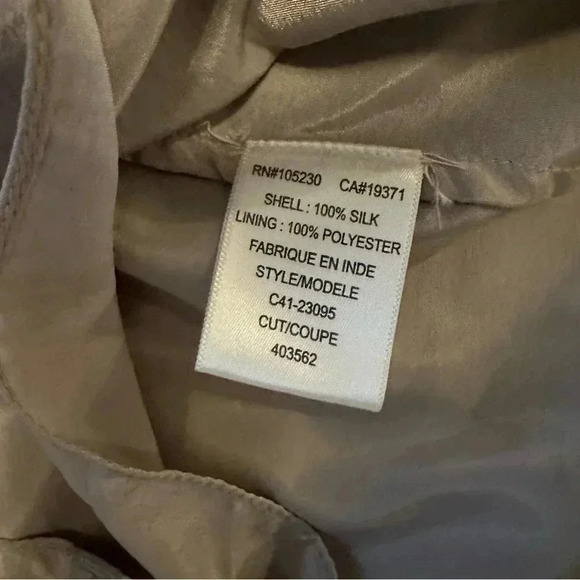 RN#105230 CA#19371
SHELL : 100% SILK
LINING : 100% POLYESTER
FABRIQUE EN INDE
STYLE/MODELE
C41-23095
CUT/COUPE
403562